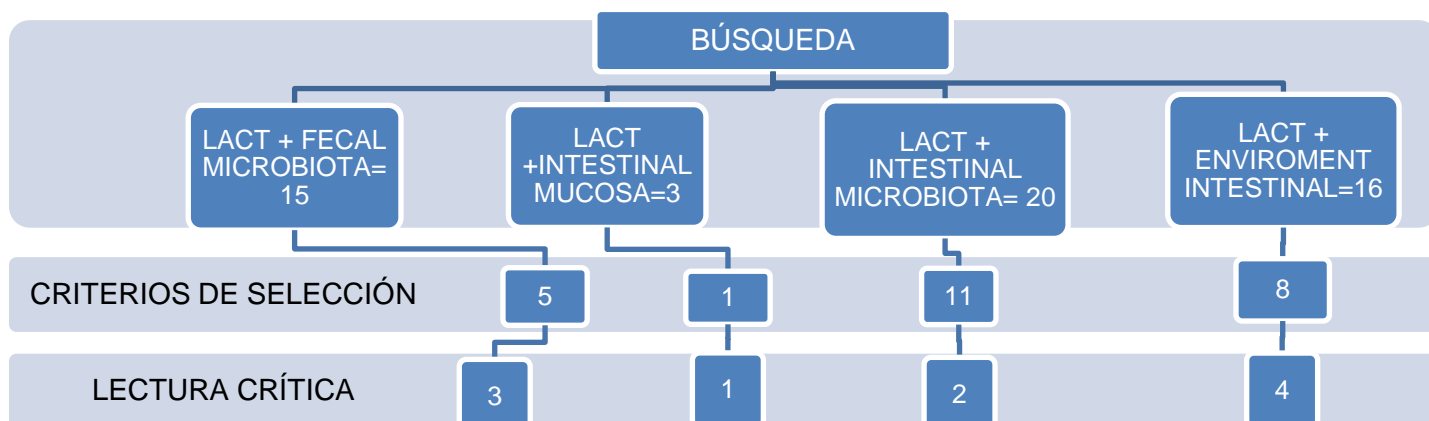 BÚSQUEDA
LACT + FECAL
MICROBIOTA=
15
LACT
+INTESTINAL
MUCOSA=3
LACT +
INTESTINAL
MICROBIOTA= 20
LACT +
ENVIROMENT
INTESTINAL=16
CRITERIOS DE SELECCIÓN
5
1
11
8
LECTURA CRÍTICA
3
1
2
4